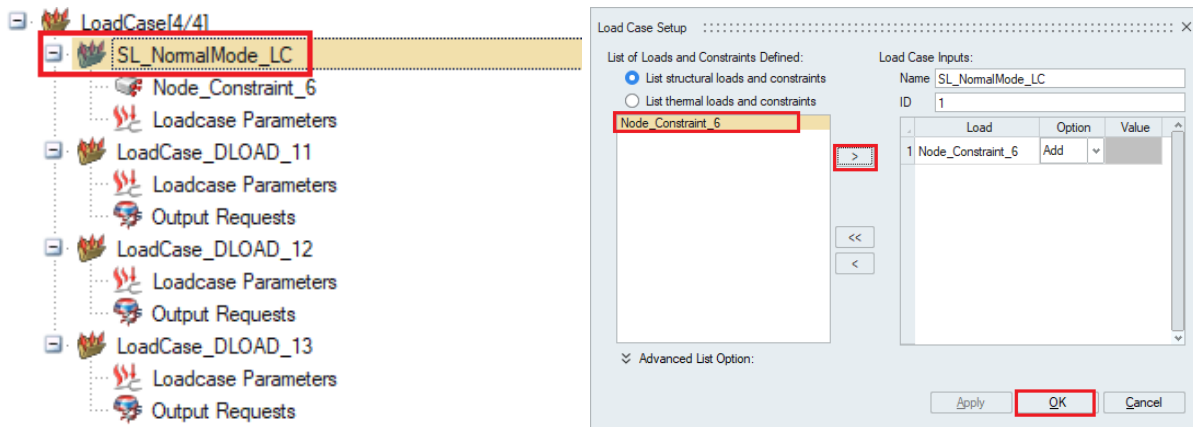 LoadCase[4/4]
SL_NormalMode_LC
Node_Constraint_6
Loadcase Parameters
LoadCase_DLOAD_11
Loadcase Parameters
Output Requests
LoadCase_DLOAD_12
Loadcase Parameters
Output Requests
LoadCase_DLOAD_13
Loadcase Parameters
Output Requests
Load Case Setup
List of Loads and Constraints Defined:
List structural loads and constraints
List thermal loads and constraints
Node_Constraint_6
>
<<
<
Advanced List Option:
Load Case Inputs:
Name SL_NormalMode_LC
ID 1
Load Option Value
1 Node_Constraint_6 Add
Apply OK Cancel